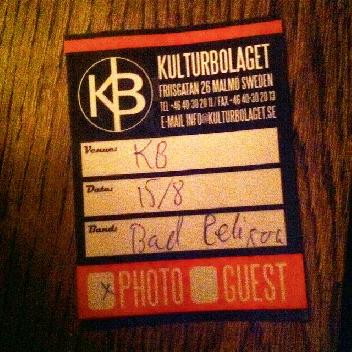 KB
KULTURBOLAGET
FRIISGATAN 26 MALMÖ SWEDEN
TEL +46 40-30 20 11 / FAX +46 40-30 20 13
E-MAIL INFO@KULTURBOLAGET.SE
Venue: KB
Date: 15/8
Band: Bad Religion
x PHOTO GUEST